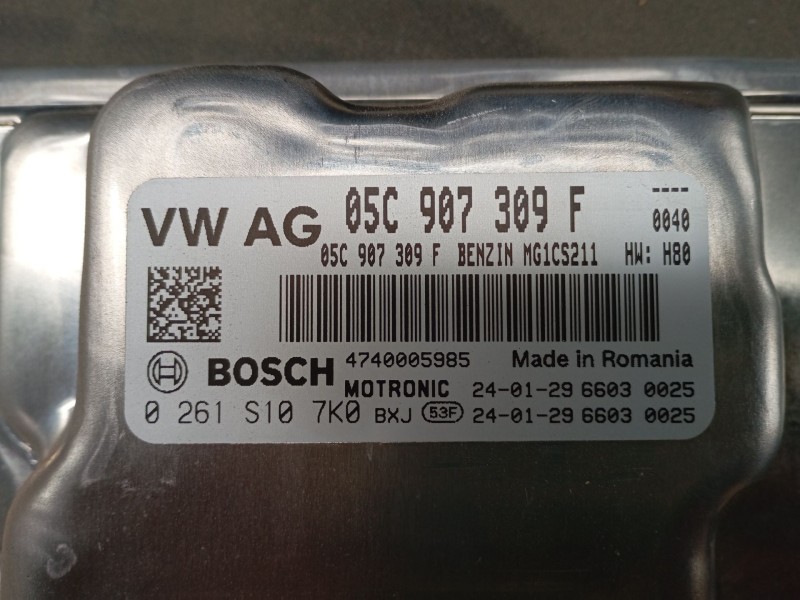 VW AG 05C 907 309 F ----
0040
05C 907 309 F BENZIN MG1CS211 HW: H80
4740005985 Made in Romania
BOSCH MOTRONIC 24-01-29 6603 0025
0 261 S10 7K0 BXJ 53F 24-01-29 6603 0025